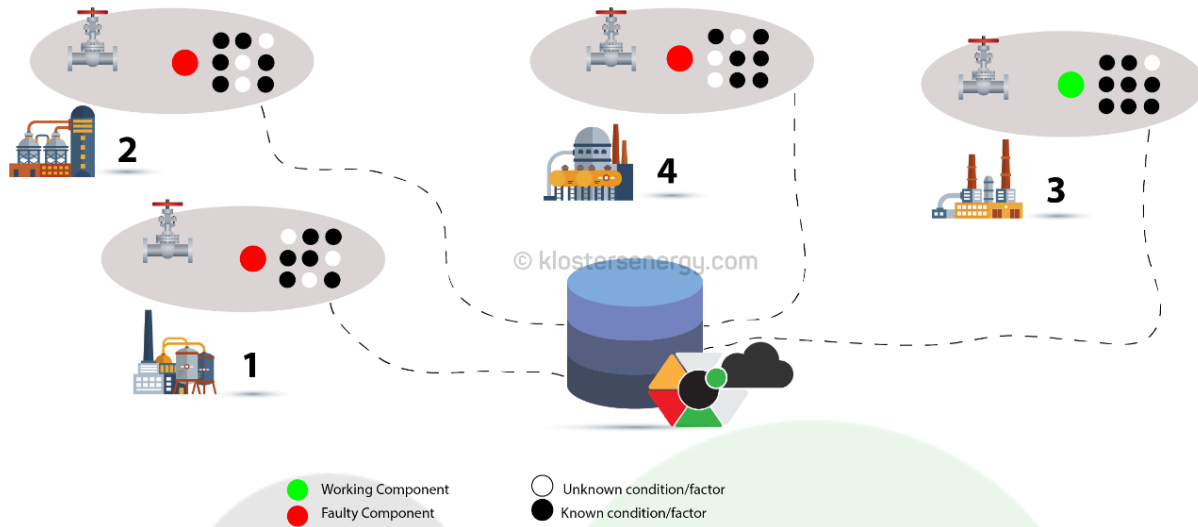 2
4
3
© klostersenergy.com
1
Working Component
Unknown condition/factor
Faulty Component
Known condition/factor